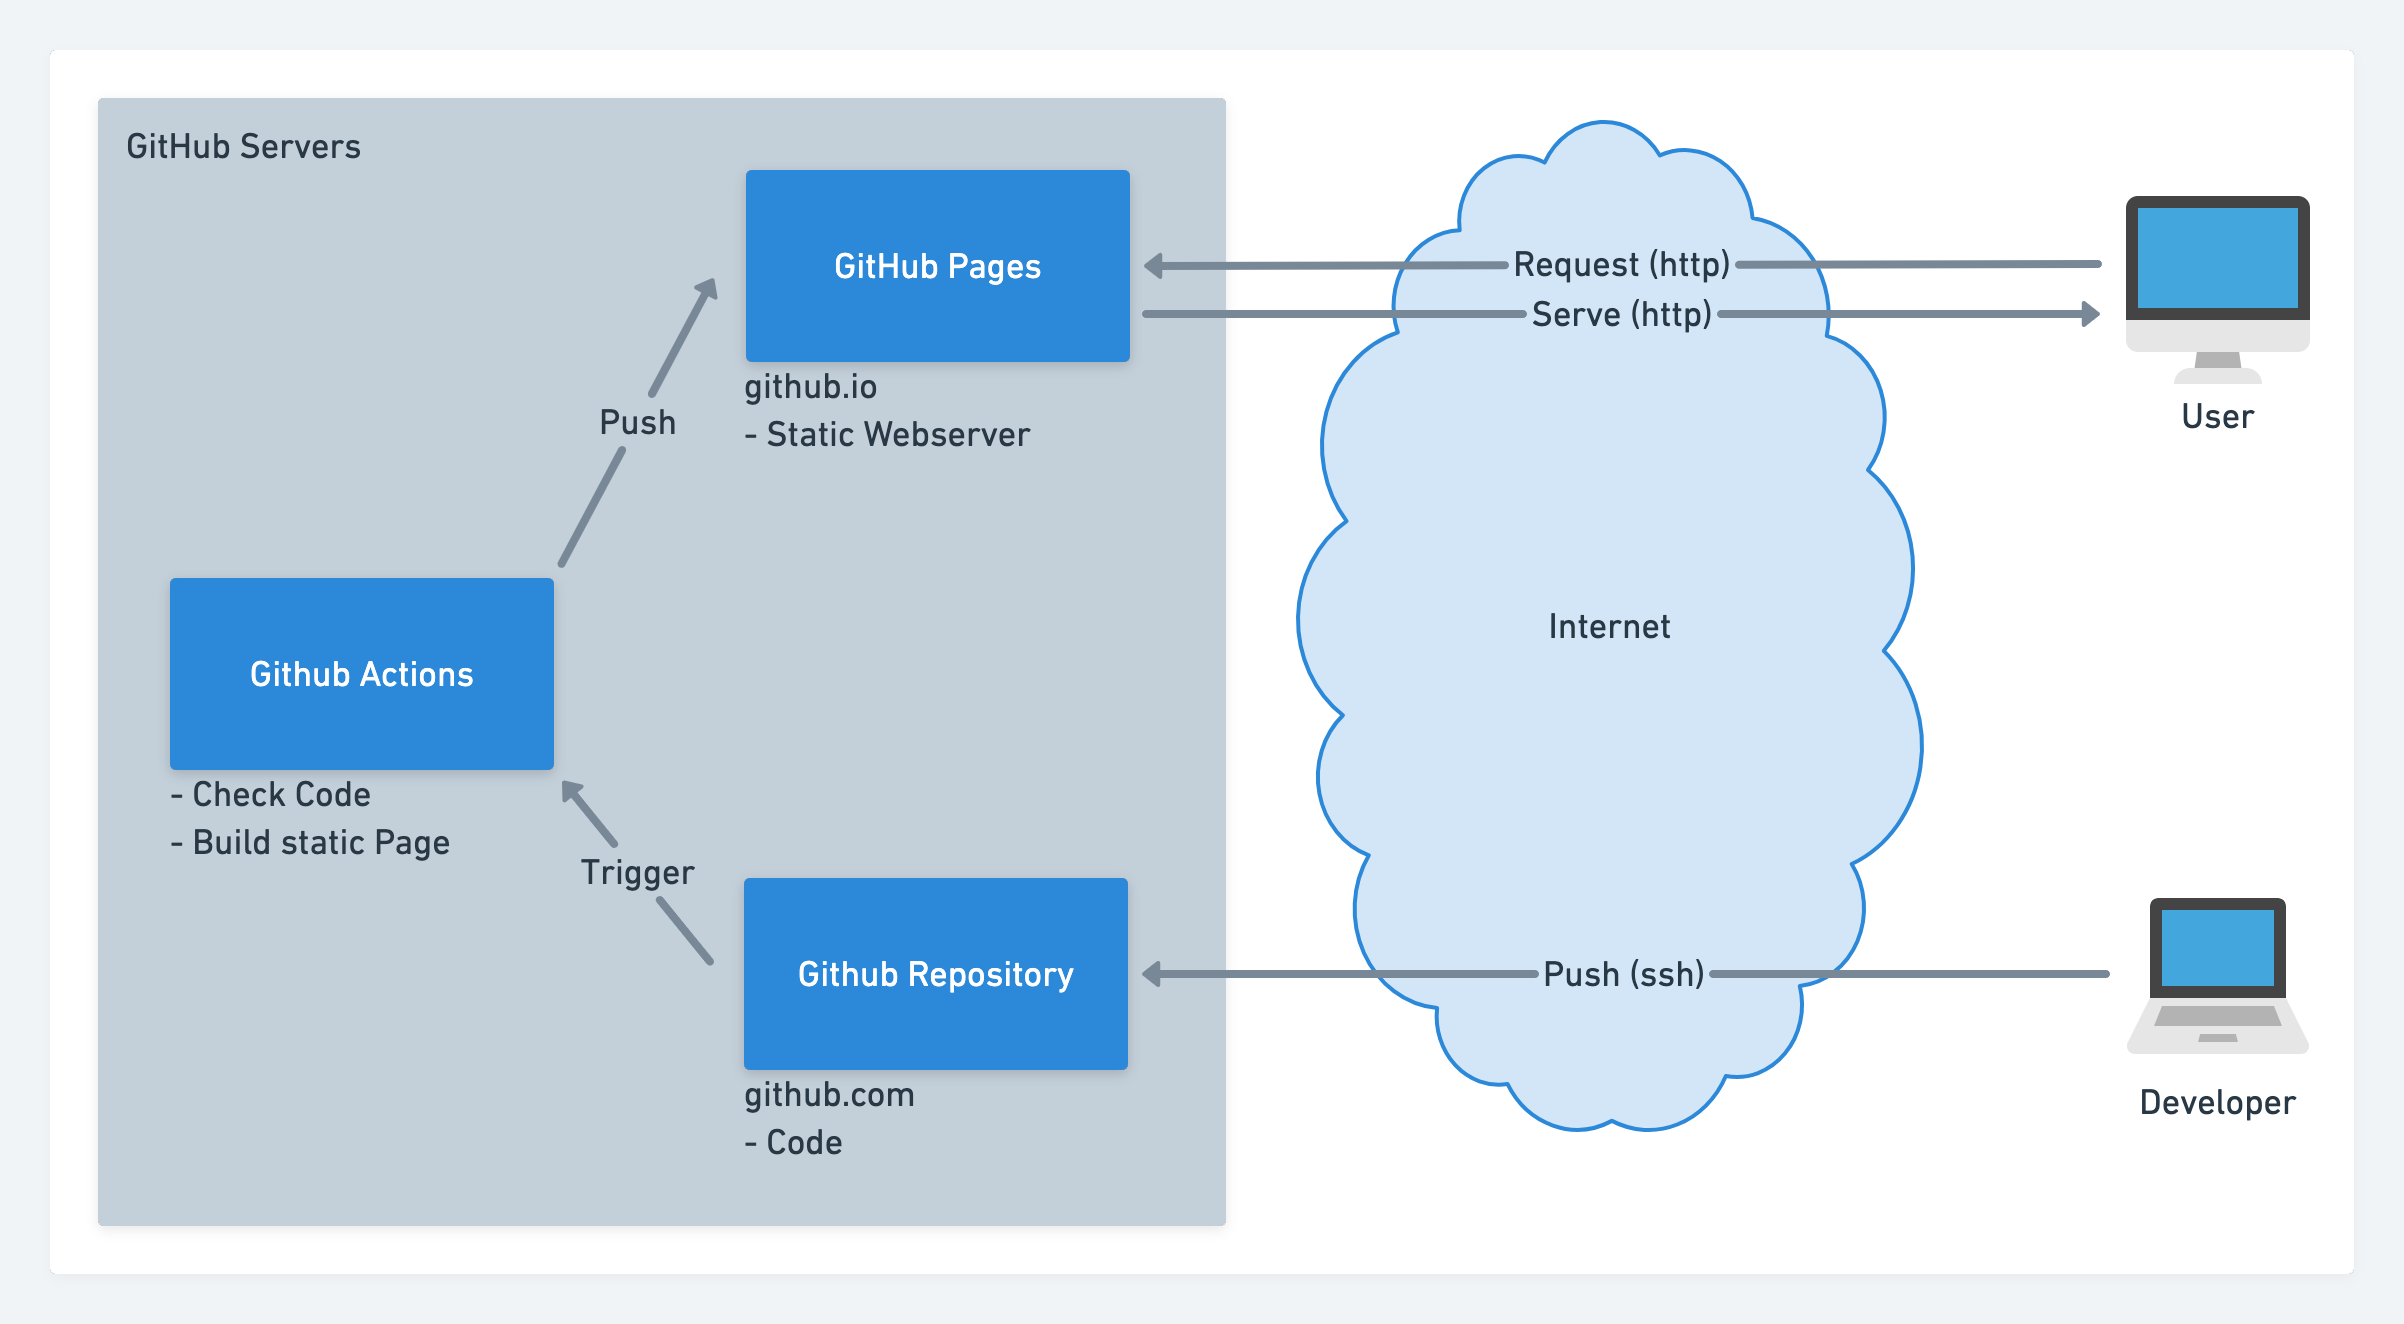 GitHub Servers
GitHub Pages
github.io
- Static Webserver
Push
Github Actions
- Check Code
- Build static Page
Trigger
Github Repository
github.com
- Code
Request (http)
Serve (http)
Internet
Push (ssh)
User
Developer